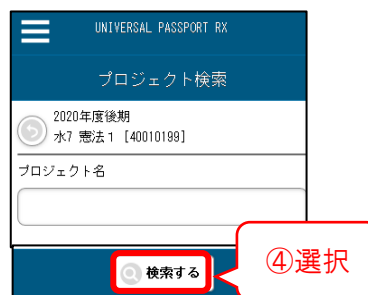 UNIVERSAL PASSPORT RX
プロジェクト検索
2020年度後期
水7 憲法1 [40010199]
プロジェクト名
検索する
④選択